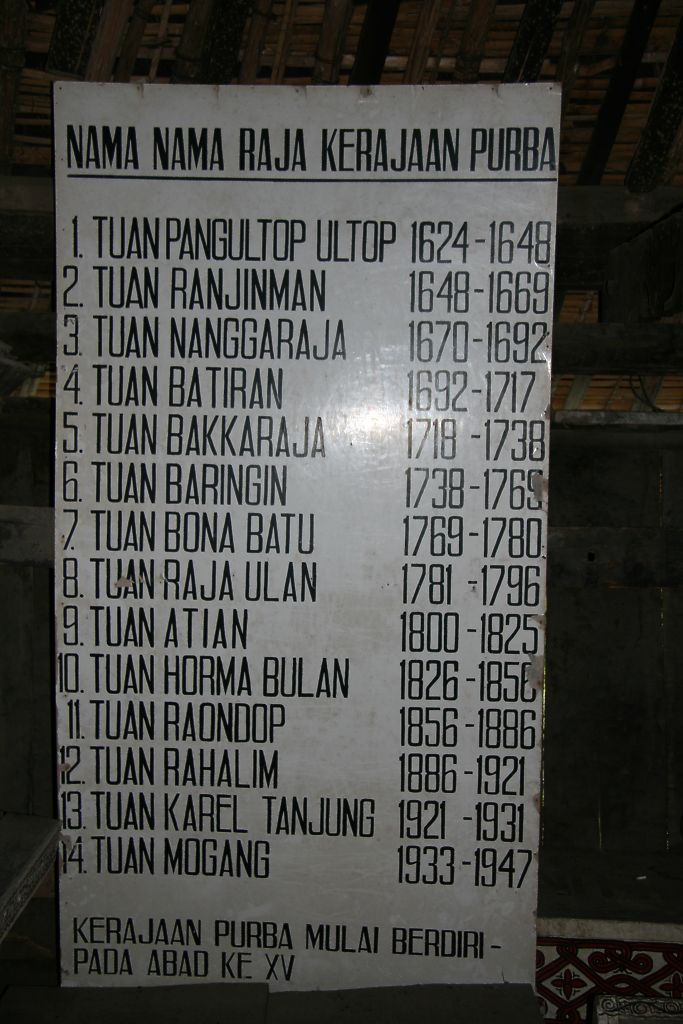 NAMA NAMA RAJA KERAJAAN PURBA
1. TUAN PANGULTOP ULTOP 1624-1648
2. TUAN RANJINMAN 1648-1669
3. TUAN NANGGARAJA 1670-1692
4. TUAN BATIRAN 1692-1717
5. TUAN BAKKARAJA 1718-1738
6. TUAN BARINGIN 1738-1769
7. TUAN BONA BATU 1769-1780
8. TUAN RAJA ULAN 1781-1796
9. TUAN ATIAN 1800-1825
10. TUAN HORMA BULAN 1826-1856
11. TUAN RAONDOP 1856-1886
12. TUAN RAHALIM 1886-1921
13. TUAN KAREL TANJUNG 1921-1931
14. TUAN MOGANG 1933-1947
KERAJAAN PURBA MULAI BERDIRI-
PADA ABAD KE XV